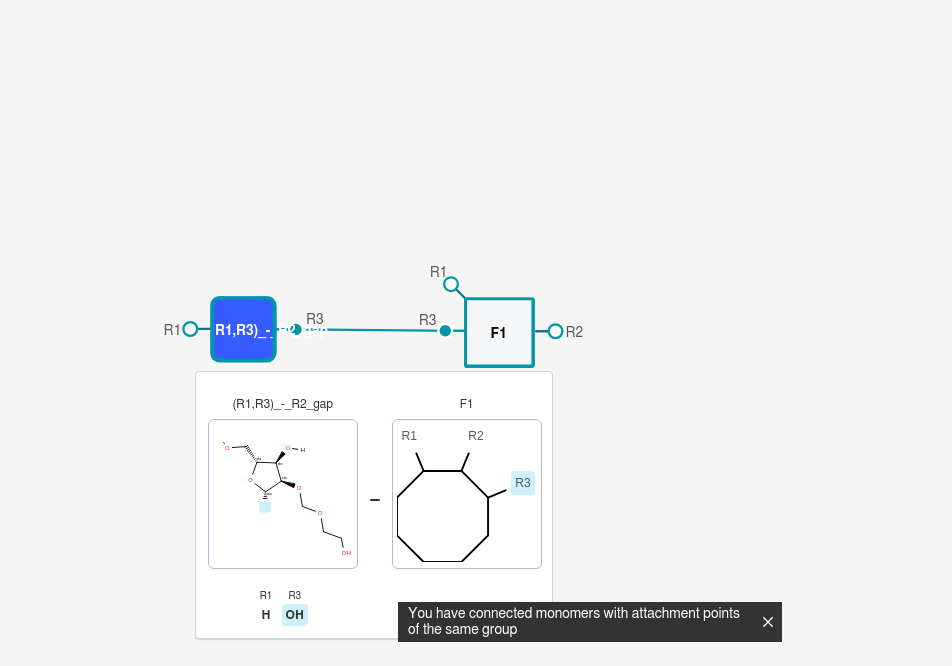 R1
R1
R3
R3
R1,R3)_-_R2_gap
F1
R2
(R1,R3)_-_R2_gap
F1
R1
R2
O
O
H
O
O
O
OH
R3
–
R1
R3
H
OH
You have connected monomers with attachment points
of the same group